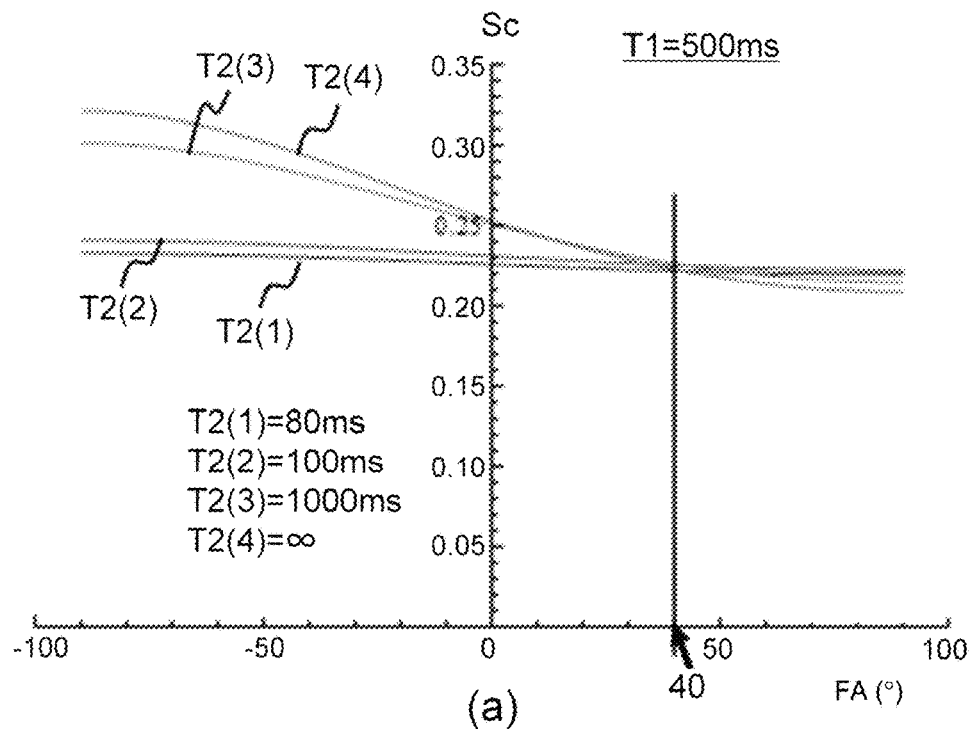 Sc
T1=500ms
T2(3)
T2(4)
0.35
0.30
0.25
0.20
0.15
0.10
0.05
T2(2)
T2(1)
T2(1)=80ms
T2(2)=100ms
T2(3)=1000ms
T2(4)=∞
-100
-50
0
50
100
40
FA (°)
(a)